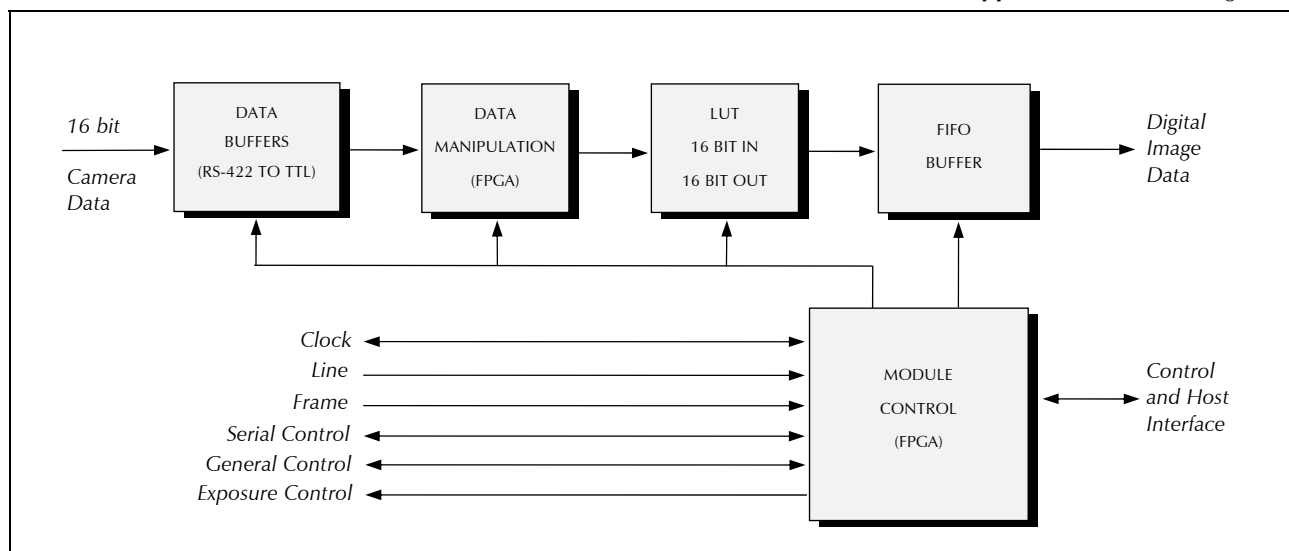 16 bit
Camera
Data
DATA
BUFFERS
(RS-422 TO TTL)
DATA
MANIPULATION
(FPGA)
LUT
16 BIT IN
16 BIT OUT
FIFO
BUFFER
Digital
Image
Data
Clock
Line
Frame
Serial Control
General Control
Exposure Control
MODULE
CONTROL
(FPGA)
Control
and Host
Interface